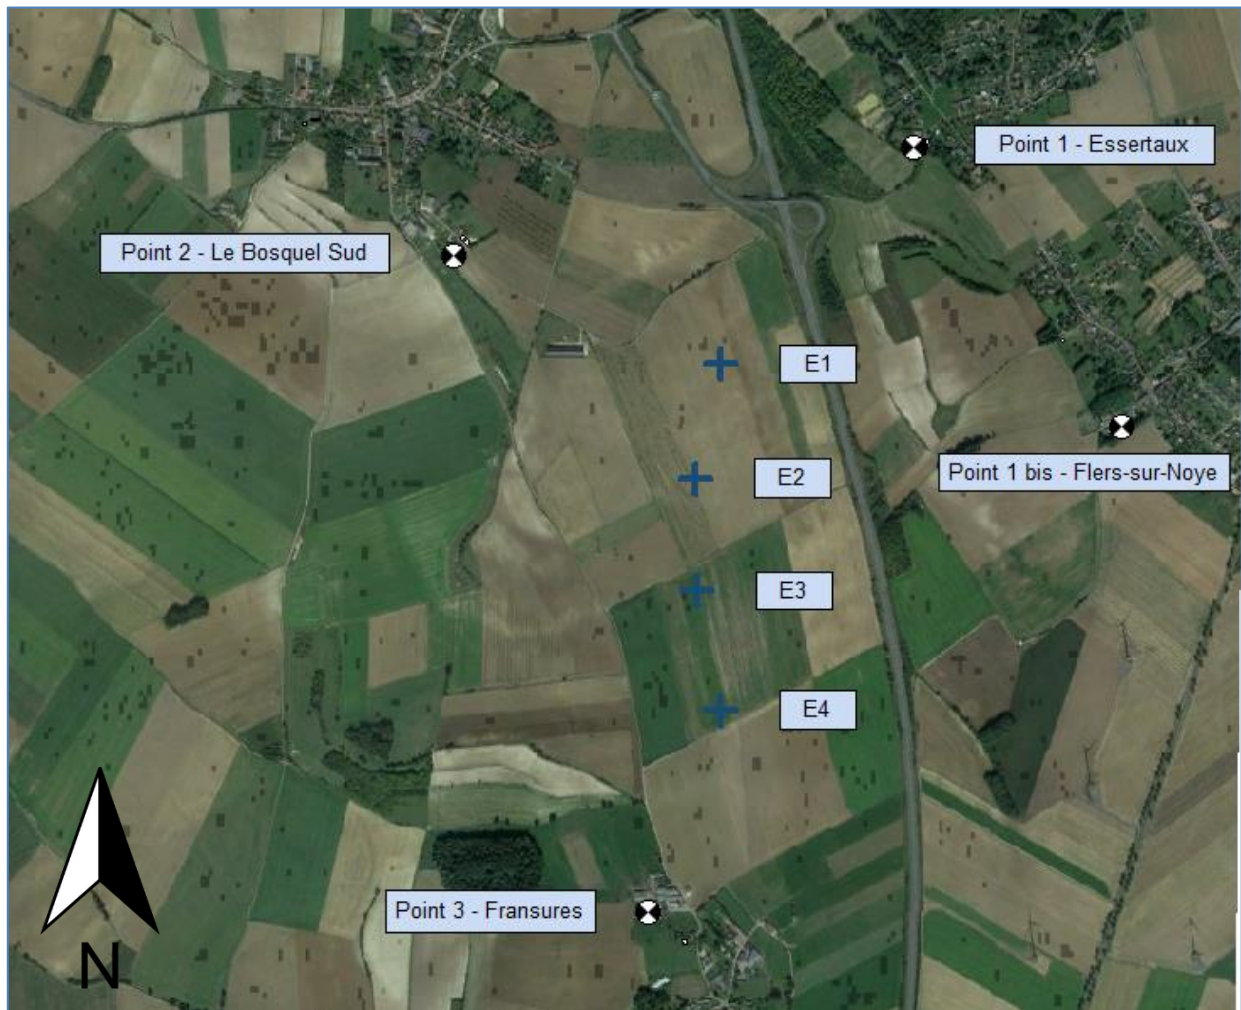 Point 1 - Essertaux
Point 2 - Le Bosquel Sud
E1
Point 1 bis - Flers-sur-Noye
E2
E3
E4
Point 3 - Fransures
N